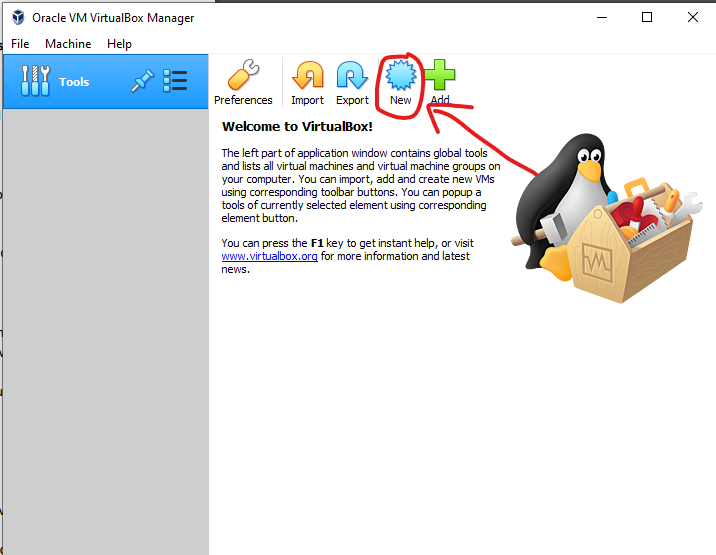 Oracle VM VirtualBox Manager
File Machine Help
Tools
Preferences Import Export New Add
Welcome to VirtualBox!
The left part of application window contains global tools
and lists all virtual machines and virtual machine groups on
your computer. You can import, add and create new VMs
using corresponding toolbar buttons. You can popup a
tools of currently selected element using corresponding
element button.
You can press the F1 key to get instant help, or visit
www.virtualbox.org for more information and latest
news.